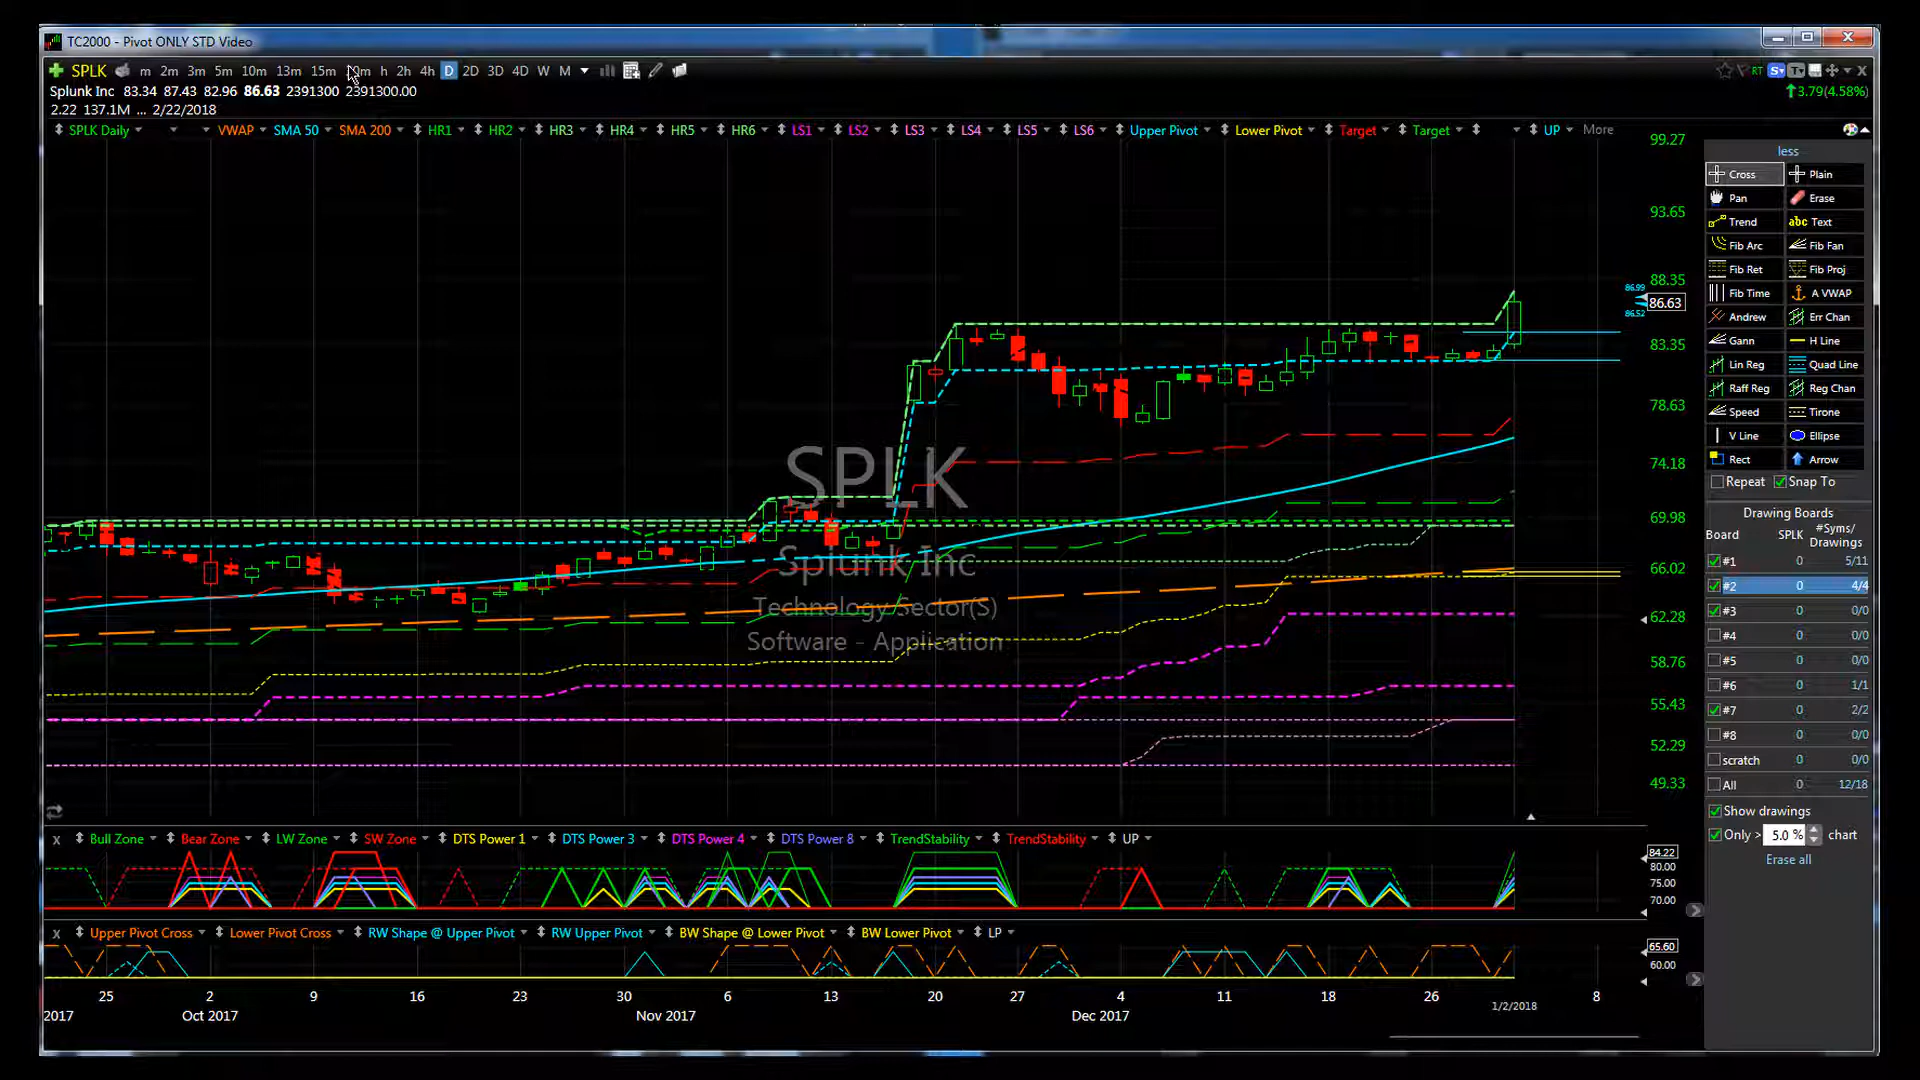 TC2000 - Pivot ONLY STD Video
SPLK m 2m 3m 5m 10m 13m 15m h 2h 4h D 2D 3D 4D W M RT S T
Splunk Inc 83.34 87.43 82.96 86.63 2391300 2391300.00 3.79(4.58%)
2.22 137.1M ... 2/22/2018
SPLK Daily VWAP SMA 50 SMA 200 HR1 HR2 HR3 HR4 HR5 HR6 LS1 LS2 LS3 LS4 LS5 LS6 Upper Pivot Lower Pivot Target Target UP More
99.27
93.65
88.35
86.99
86.63
86.52
83.35
78.63
74.18
69.98
66.02
62.28
58.76
55.43
52.29
49.33
SPLK
Splunk Inc
Technology Sector(S)
Software - Application
x Bull Zone Bear Zone LW Zone SW Zone DTS Power 1 DTS Power 3 DTS Power 4 DTS Power 8 TrendStability TrendStability UP
84.22
80.00
75.00
70.00
x Upper Pivot Cross Lower Pivot Cross RW Shape @ Upper Pivot RW Upper Pivot BW Shape @ Lower Pivot BW Lower Pivot LP
65.60
60.00
25 2 9 16 23 30 6 13 20 27 4 11 18 26 1/2/2018 8
2017 Oct 2017 Nov 2017 Dec 2017
less
Cross Plain
Pan Erase
Trend abc Text
Fib Arc Fib Fan
Fib Ret Fib Proj
Fib Time A VWAP
Andrew Err Chan
Gann H Line
Lin Reg Quad Line
Raff Reg Reg Chan
Speed Tirone
V Line Ellipse
Rect Arrow
Repeat Snap To
Drawing Boards
Board SPLK #Syms/
Drawings
#1 0 5/11
#2 0 4/4
#3 0 0/0
#4 0 0/0
#5 0 0/0
#6 0 1/1
#7 0 2/2
#8 0 0/0
scratch 0 0/0
All 0 12/18
Show drawings
Only > 5.0 % chart
Erase all